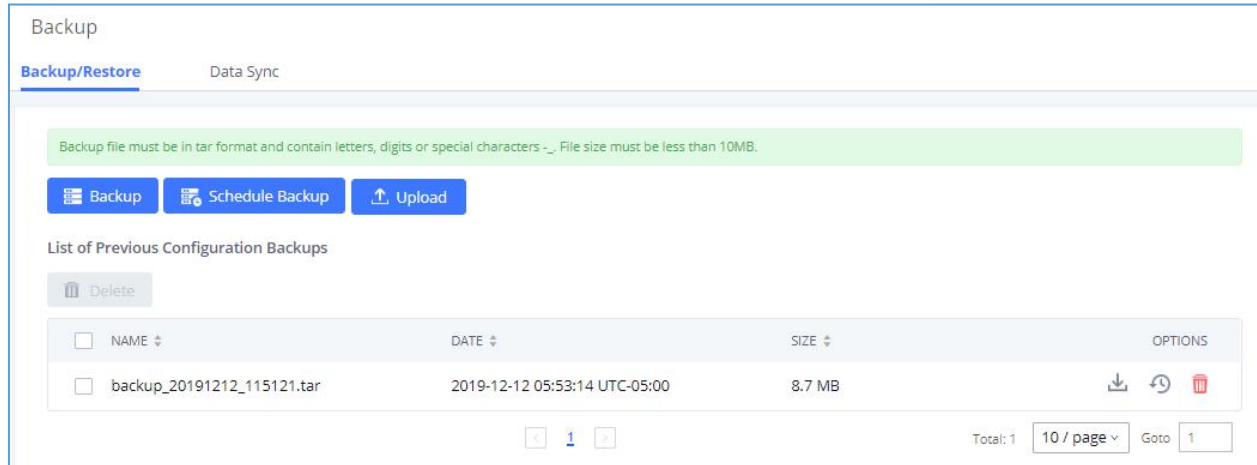 Backup
Backup/Restore Data Sync
Backup file must be in tar format and contain letters, digits or special characters -_. File size must be less than 10MB.
Backup Schedule Backup Upload
List of Previous Configuration Backups
Delete
NAME DATE SIZE OPTIONS
backup_20191212_115121.tar 2019-12-12 05:53:14 UTC-05:00 8.7 MB
< 1 > Total: 1 10 / page Goto 1